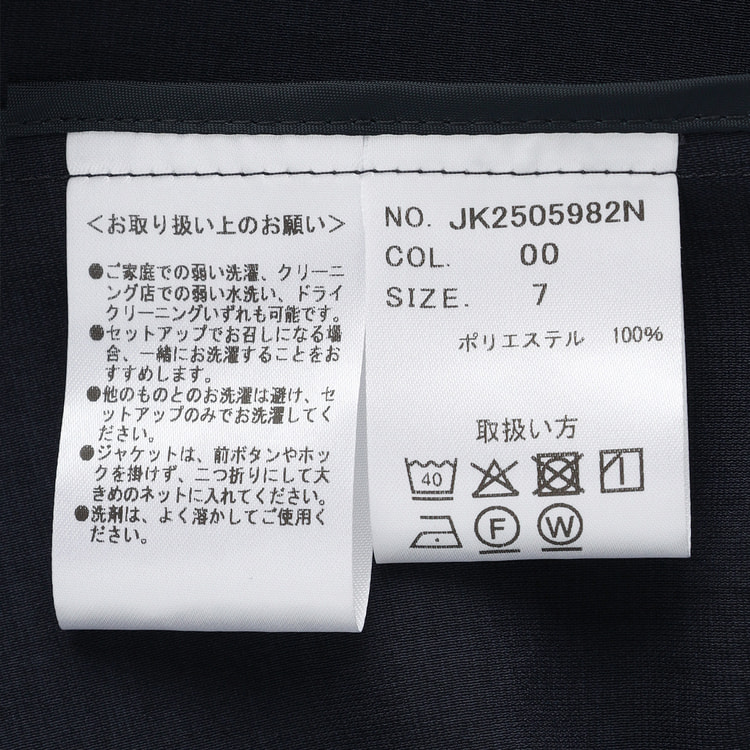 ＜お取り扱い上のお願い＞
●ご家庭での弱い洗濯、クリーニ
ング店での弱い水洗い、ドライ
クリーニングいずれも可能です。
●セットアップでお召しになる場
合、一緒にお洗濯することをお
すすめします。
●他のものとのお洗濯は避け、セ
ットアップのみでお洗濯してく
ださい。
●ジャケットは、前ボタンやホッ
クを掛けず、二つ折りにして大
きめのネットに入れてください。
●洗剤は、よく溶かしてご使用く
ださい。
NO. JK2505982N
COL. 00
SIZE. 7
ポリエステル 100%
取扱い方
40
F W